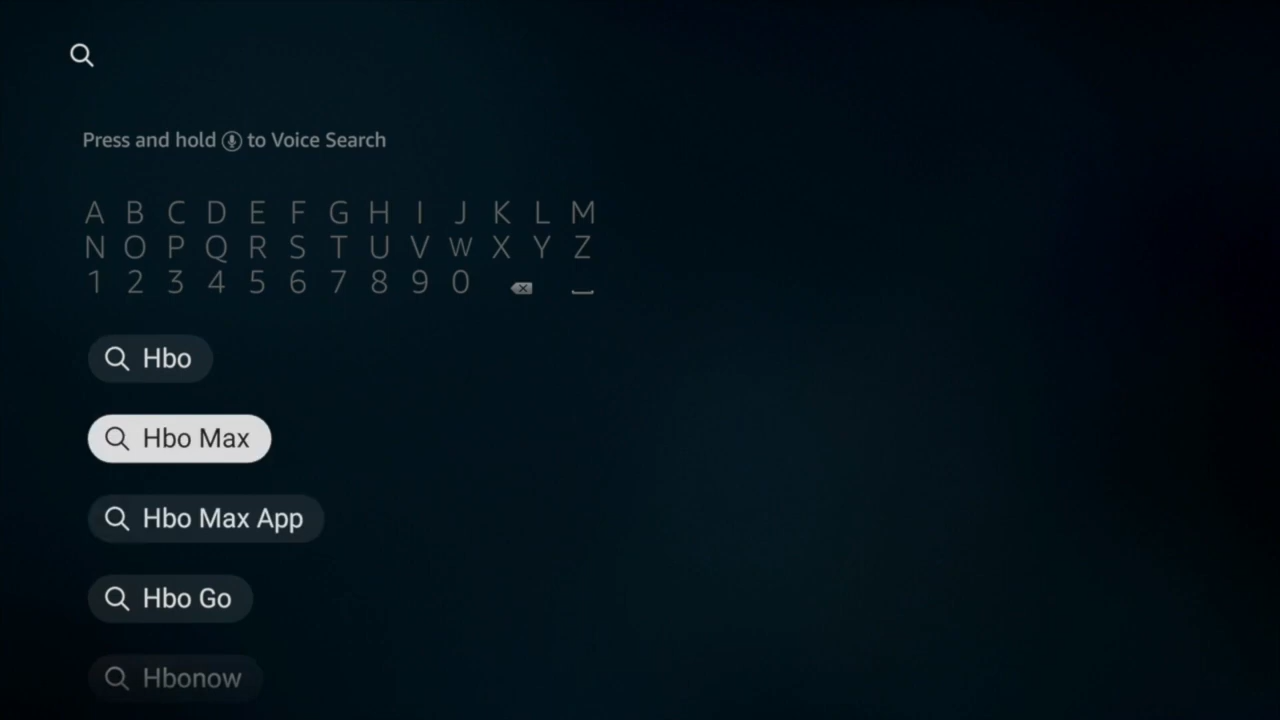 Press and hold to Voice Search
A B C D E F G H I J K L M
N O P Q R S T U V W X Y Z
1 2 3 4 5 6 7 8 9 0
Hbo
Hbo Max
Hbo Max App
Hbo Go
Hbonow